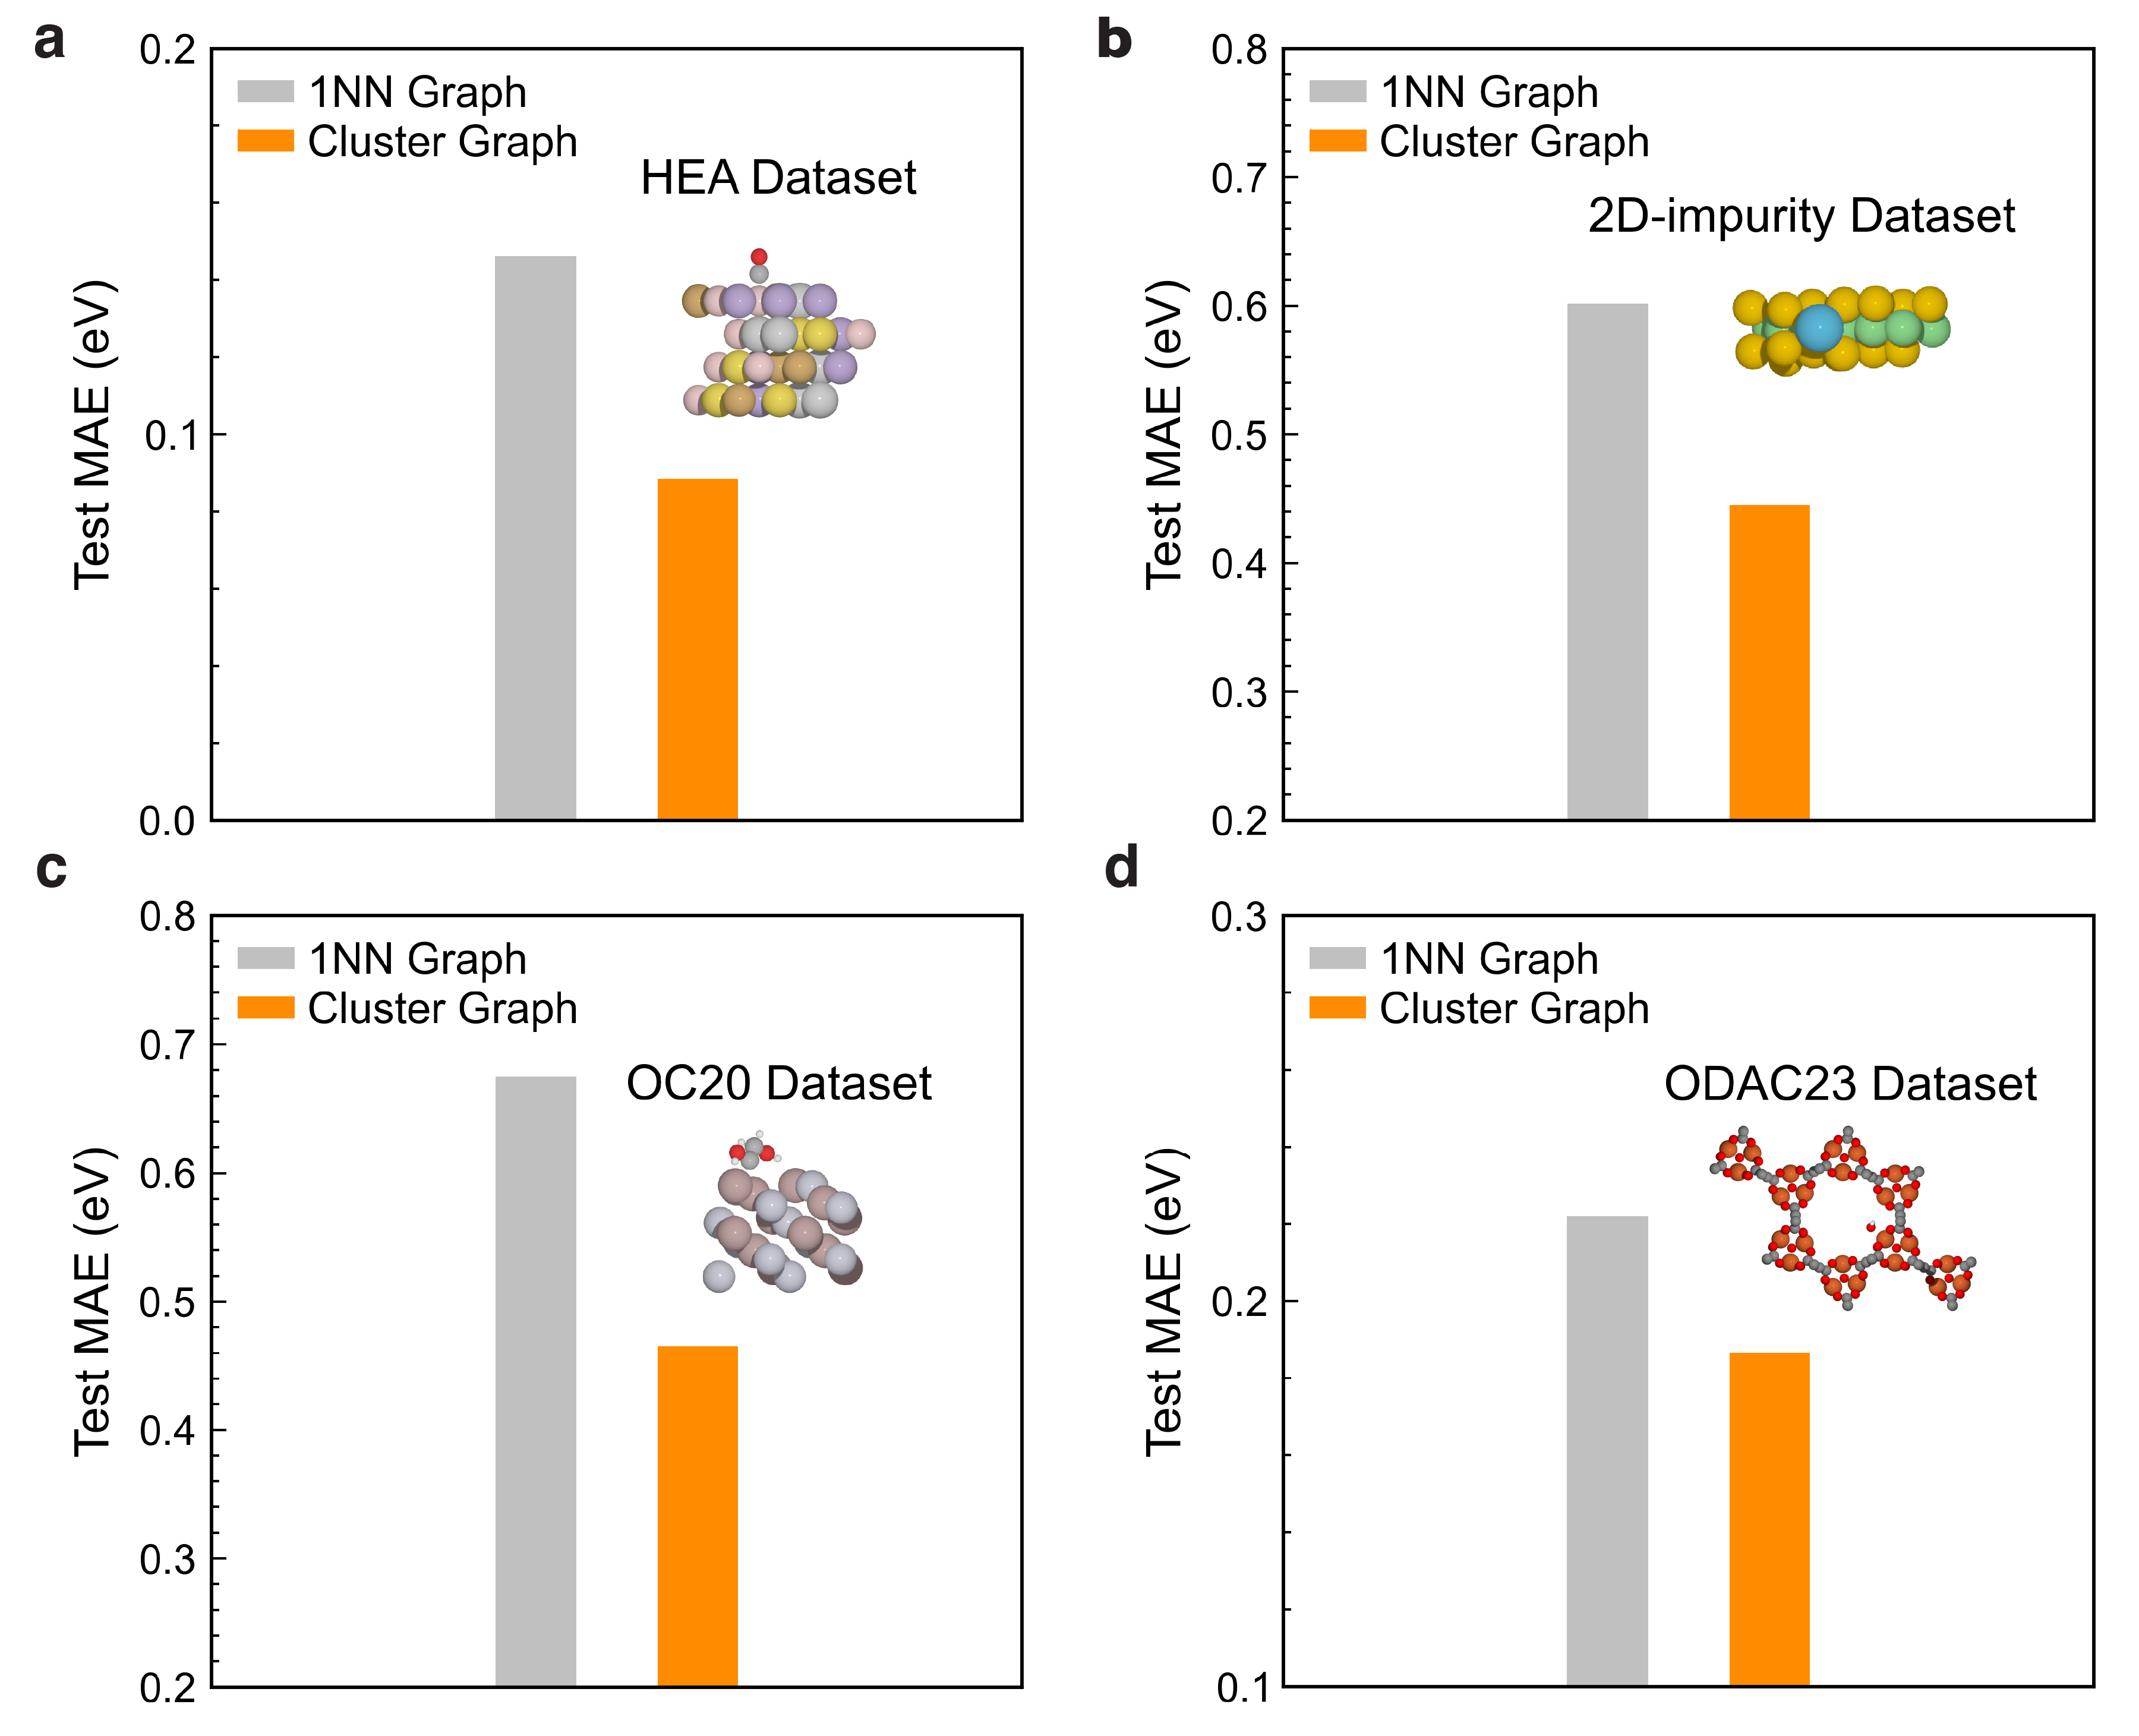 a
0.2
1NN Graph
Cluster Graph
HEA Dataset
0.1
Test MAE (eV)
0.0
b
0.8
1NN Graph
Cluster Graph
0.7
2D-impurity Dataset
0.6
0.5
Test MAE (eV)
0.4
0.3
0.2
c
0.8
1NN Graph
Cluster Graph
0.7
OC20 Dataset
0.6
0.5
Test MAE (eV)
0.4
0.3
0.2
d
0.3
1NN Graph
Cluster Graph
ODAC23 Dataset
0.2
Test MAE (eV)
0.1